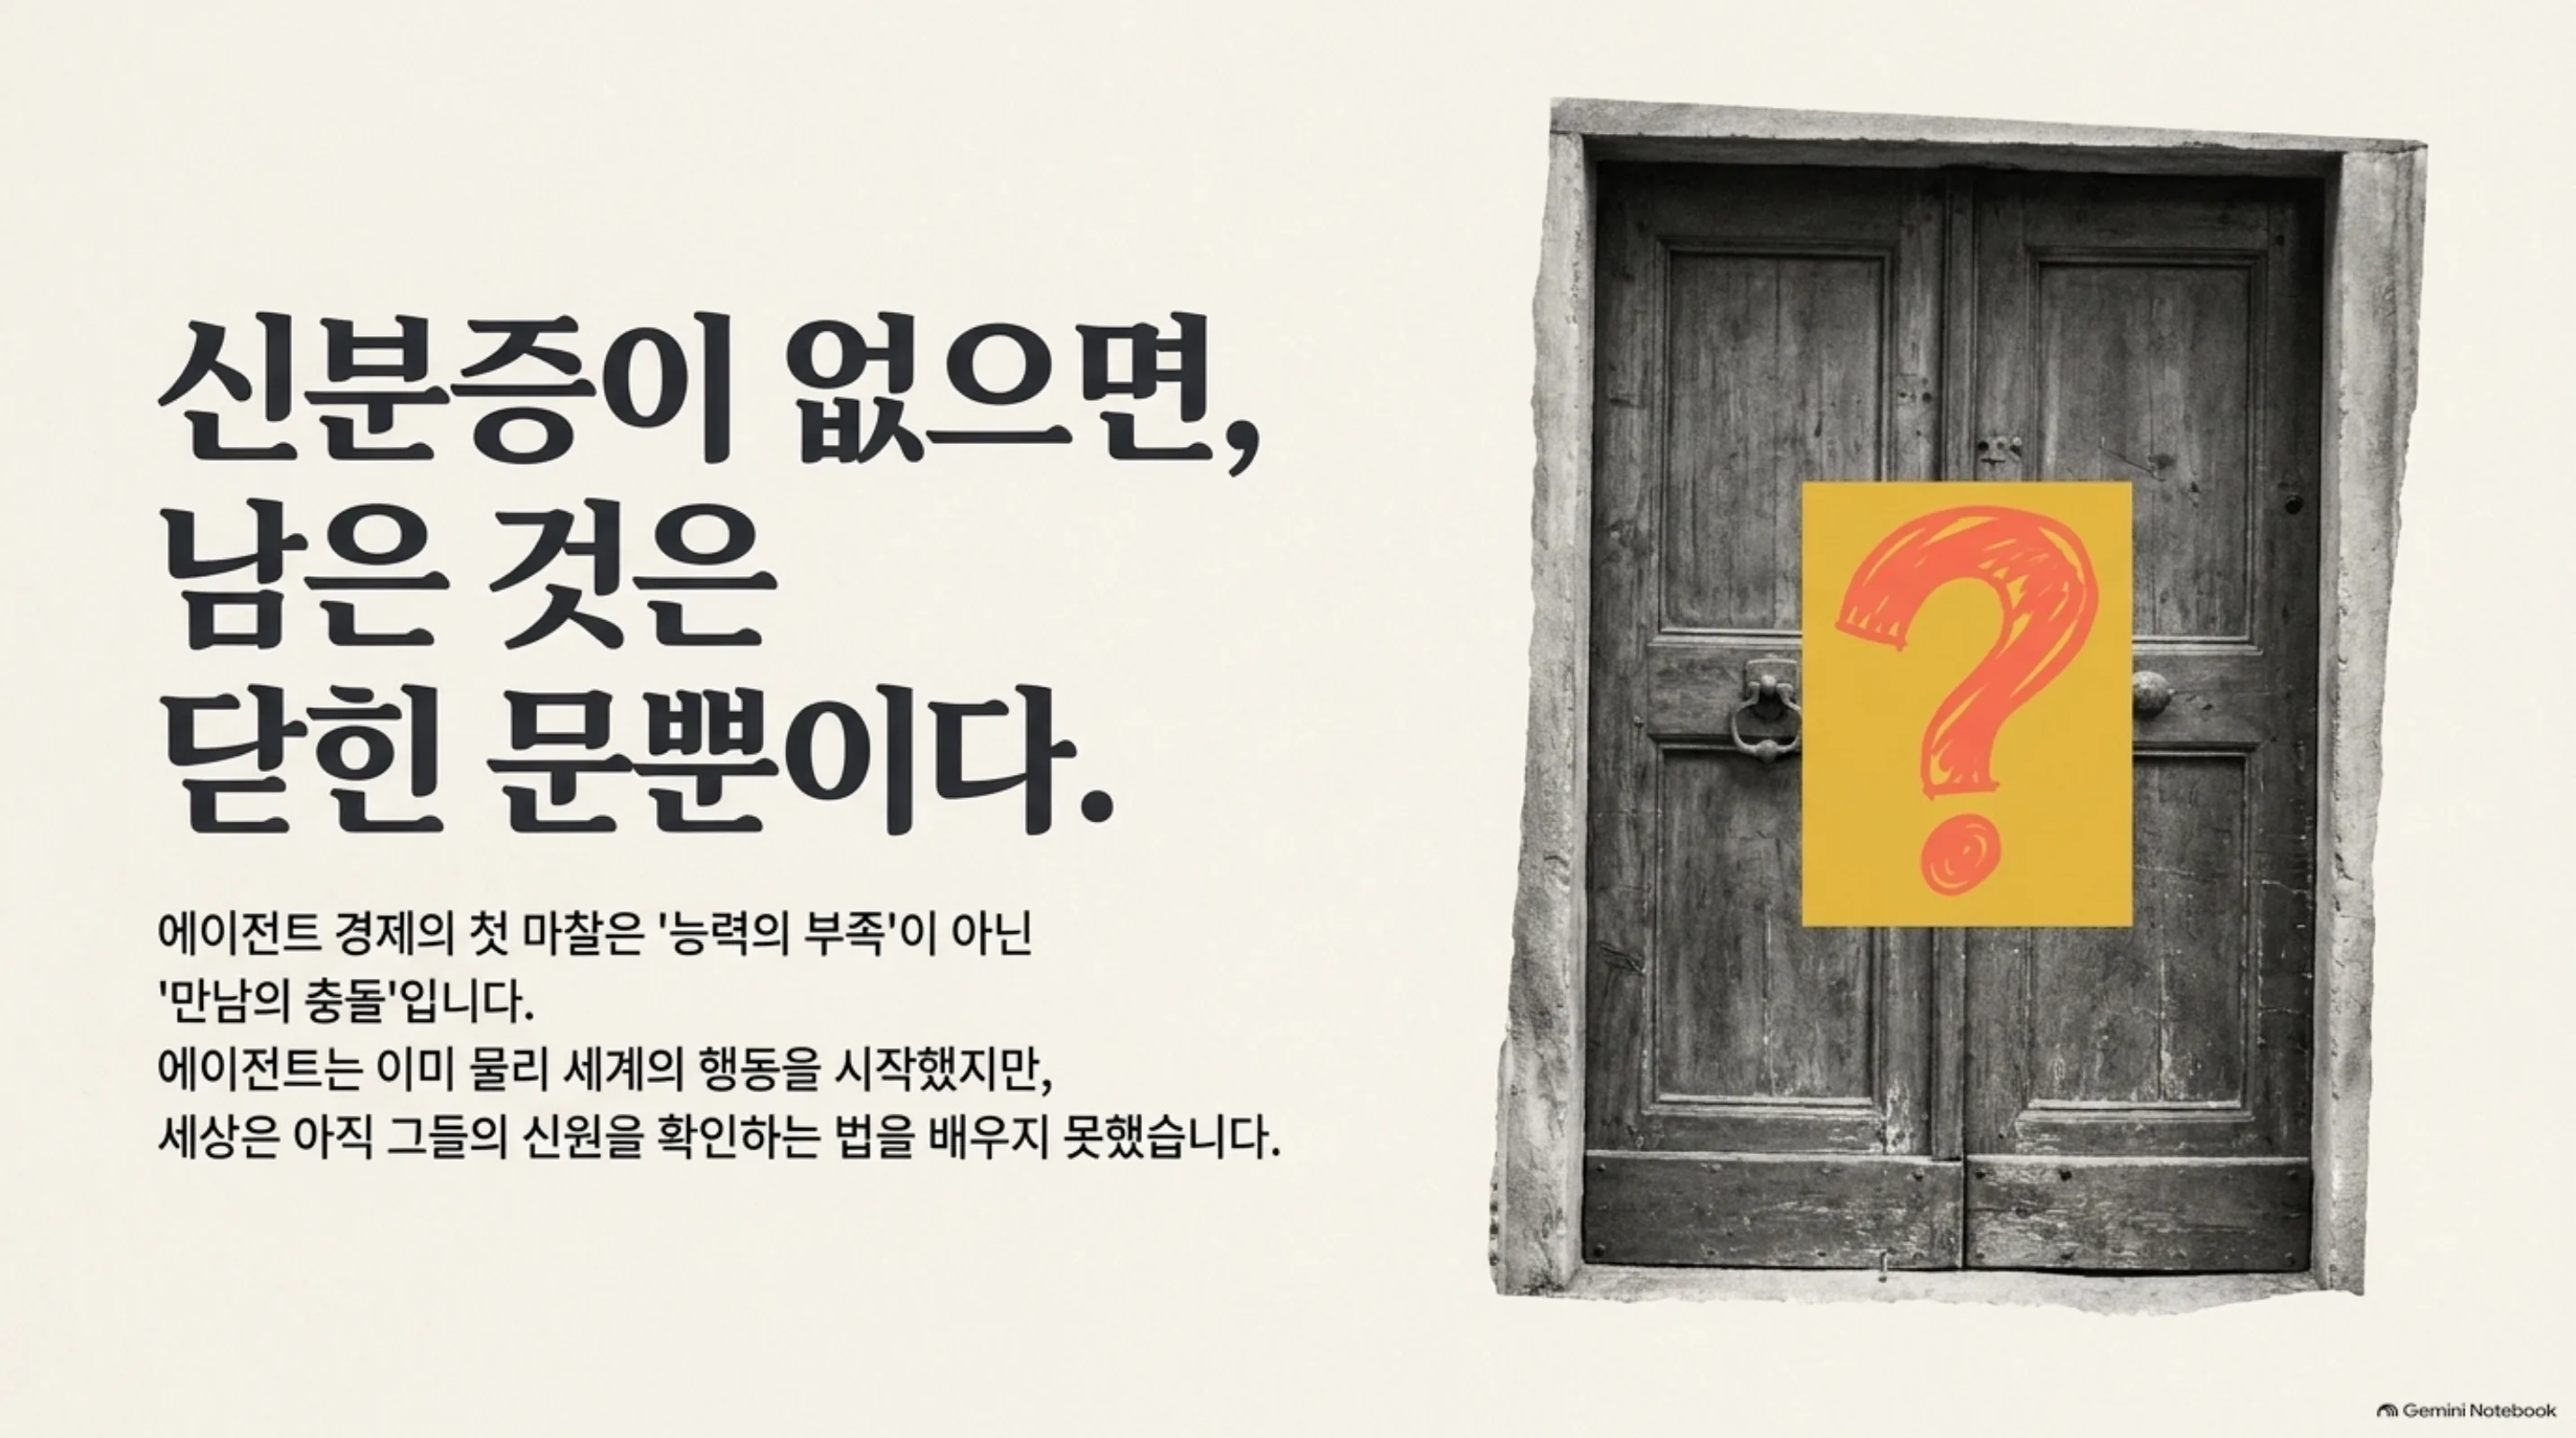 신분증이 없으면,
남은 것은
닫힌 문뿐이다.
에이전트 경제의 첫 마찰은 '능력의 부족'이 아닌
'만남의 충돌'입니다.
에이전트는 이미 물리 세계의 행동을 시작했지만,
세상은 아직 그들의 신원을 확인하는 법을 배우지 못했습니다.
?
Gemini Notebook